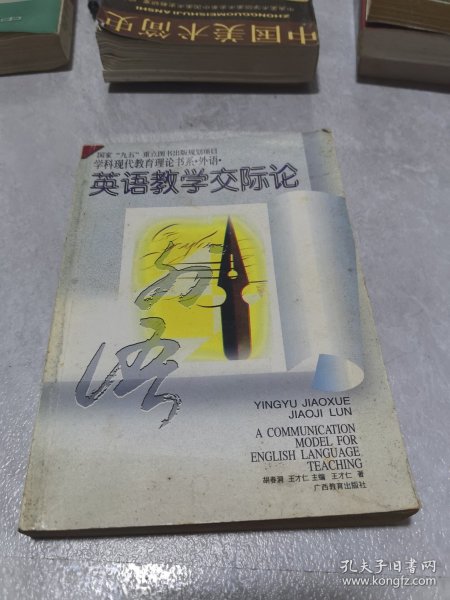 中国美术简史
ZHONGGUOMEISHUJIANSHI
国家“九五”重点图书出版规划项目
学科现代教育理论书系·外语·
英语教学交际论
外语
YINGYU JIAOXUE
JIAOJI LUN
A COMMUNICATION
MODEL FOR
ENGLISH LANGUAGE
TEACHING
胡春洞 王才仁 主编 王才仁 著
广西教育出版社
孔夫子旧书网
www.kongfz.com